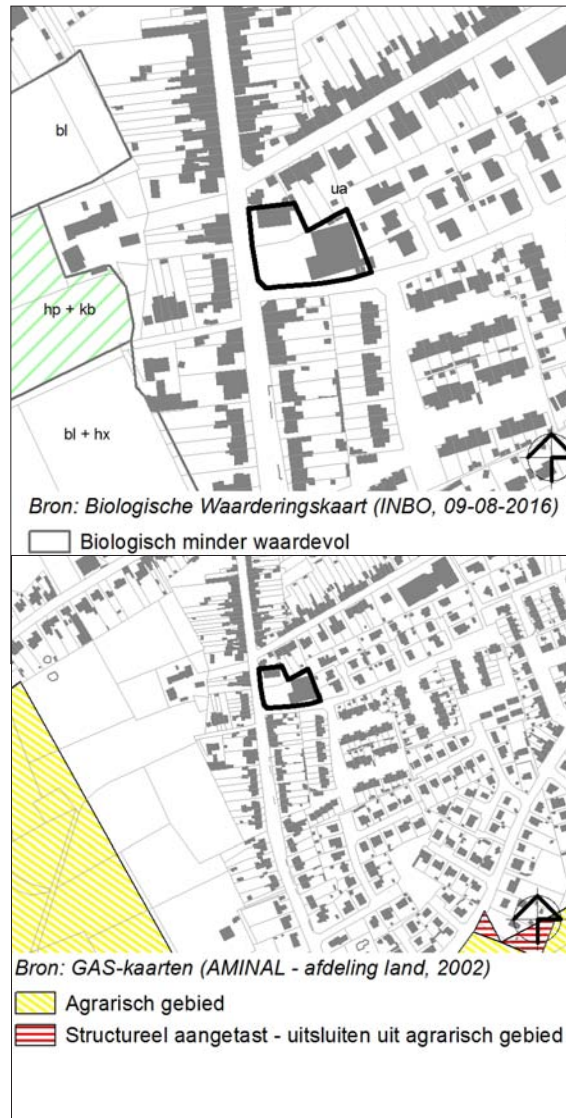 bl
ua
hp + kb
bl + hx
Bron: Biologische Waarderingskaart (INBO, 09-08-2016)
Biologisch minder waardevol
Bron: GAS-kaarten (AMINAL - afdeling land, 2002)
Agrarisch gebied
Structureel aangetast - uitsluiten uit agrarisch gebied